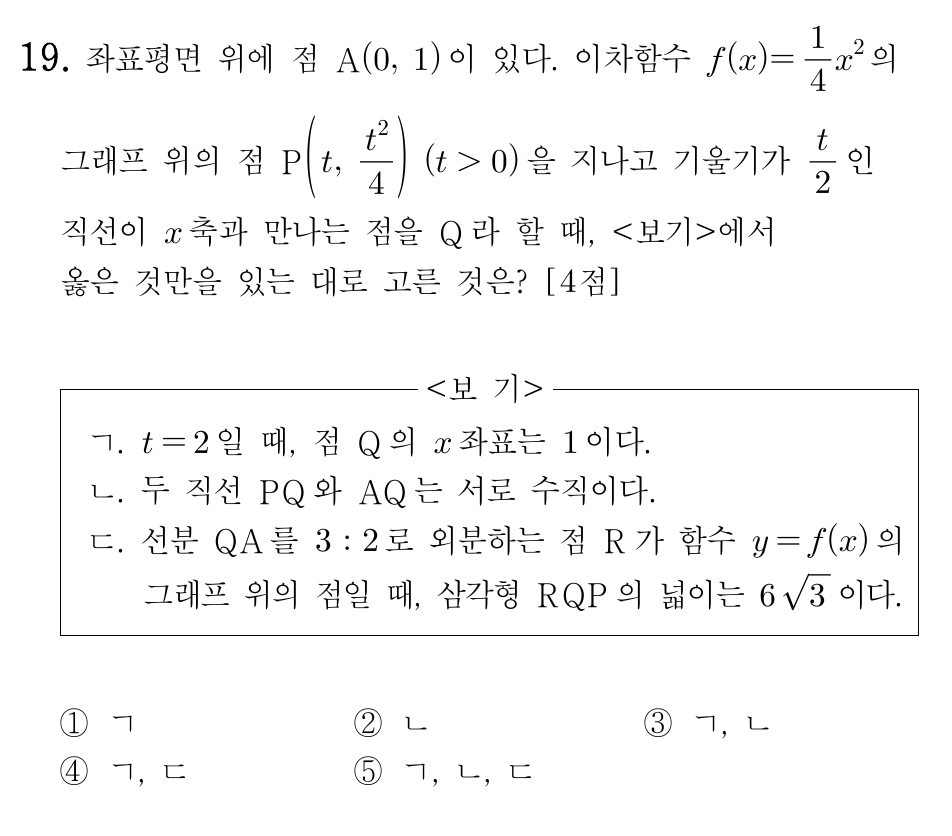 19. 좌표평면 위에 점 A(0, 1)이 있다. 이차함수 f(x)=\frac{1}{4}x^2의
그래프 위의 점 P(t, \frac{t^2}{4}) (t > 0)을 지나고 기울기가 \frac{t}{2}인
직선이 x축과 만나는 점을 Q라 할 때, <보기>에서
옳은 것만을 있는 대로 고른 것은? [4점]
<보 기>
ㄱ. t=2일 때, 점 Q의 x좌표는 1이다.
ㄴ. 두 직선 PQ와 AQ는 서로 수직이다.
ㄷ. 선분 QA를 3 : 2로 외분하는 점 R가 함수 y=f(x)의
그래프 위의 점일 때, 삼각형 RQP의 넓이는 6√3이다.
① ㄱ ② ㄴ ③ ㄱ, ㄴ
④ ㄱ, ㄷ ⑤ ㄱ, ㄴ, ㄷ